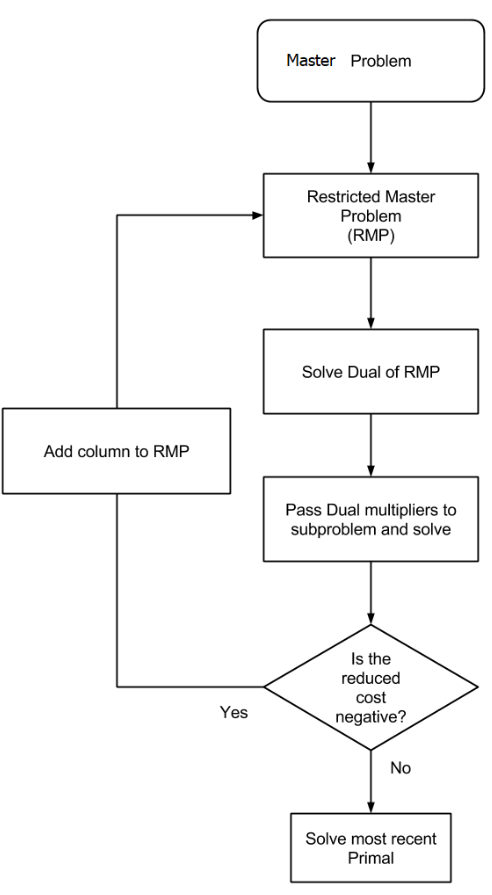 Master Problem
Restricted Master
Problem
(RMP)
Solve Dual of RMP
Add column to RMP
Pass Dual multipliers to
subproblem and solve
Is the
reduced
cost
negative?
Yes
No
Solve most recent
Primal